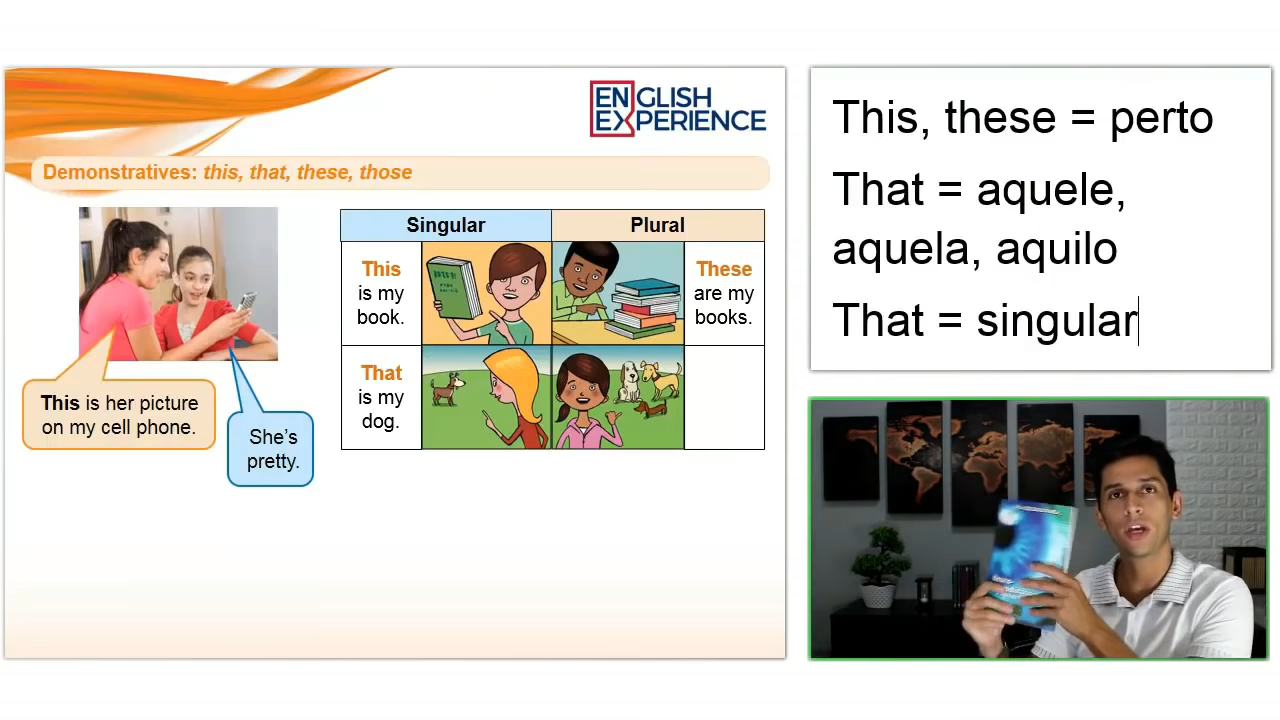 ENGLISH
EXPERIENCE
Demonstratives: this, that, these, those
Singular
Plural
This
is my
book.
These
are my
books.
That
is my
dog.
This is her picture
on my cell phone.
She's
pretty.
This, these = perto
That = aquele,
aquela, aquilo
That = singular